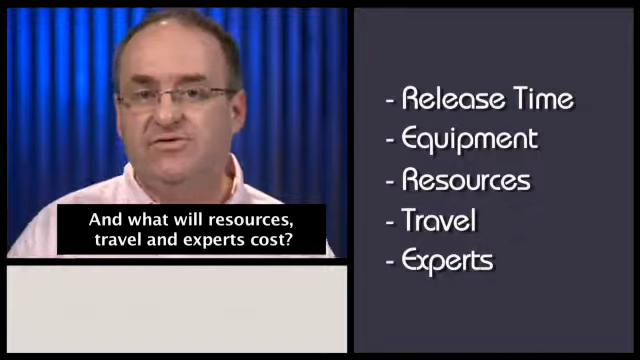 And what will resources,
travel and experts cost?
- Release Time
- Equipment
- Resources
- Travel
- Experts